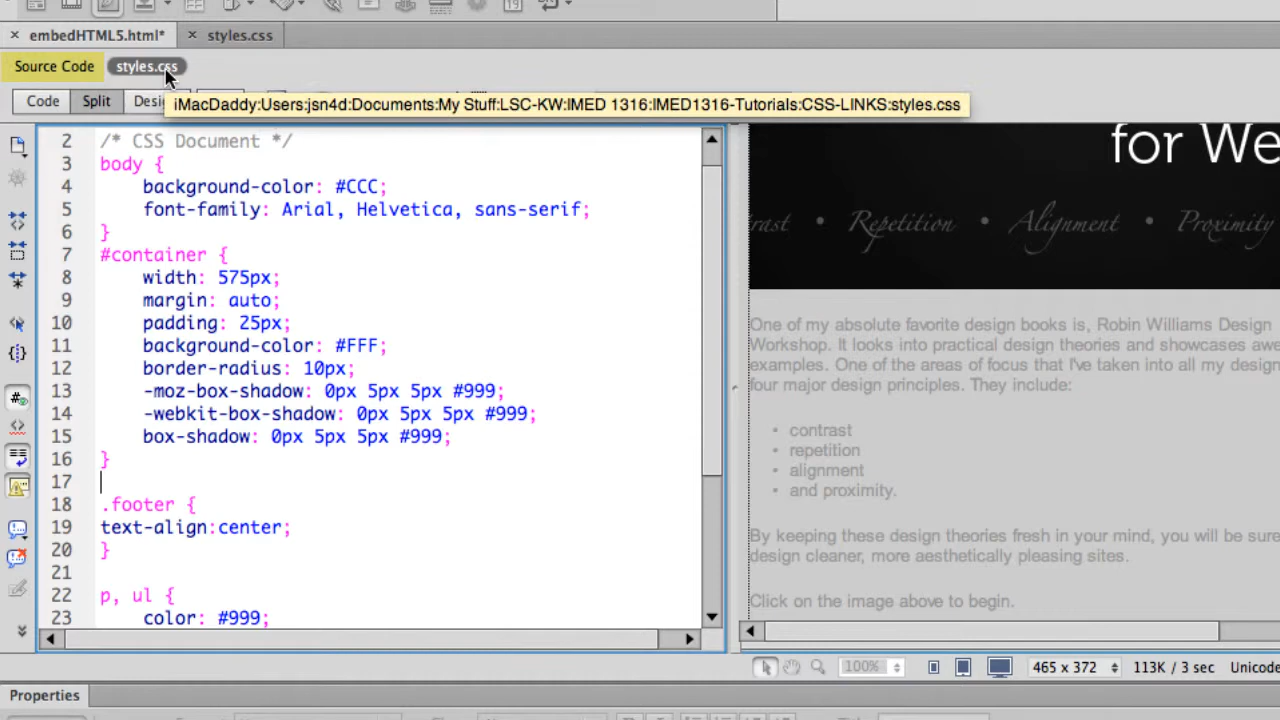 embedHTML5.html* styles.css
Source Code styles.css
Code Split
iMacDaddy:Users:jsn4d:Documents:My Stuff:LSC-KW:IMED 1316:IMED1316-Tutorials:CSS-LINKS:styles.css
2 /* CSS Document */
3 body {
4 background-color: #CCC;
5 font-family: Arial, Helvetica, sans-serif;
6 }
7 #container {
8 width: 575px;
9 margin: auto;
10 padding: 25px;
11 background-color: #FFF;
12 border-radius: 10px;
13 -moz-box-shadow: 0px 5px 5px #999;
14 -webkit-box-shadow: 0px 5px 5px #999;
15 box-shadow: 0px 5px 5px #999;
16 }
17
18 .footer {
19 text-align:center;
20 }
21
22 p, ul {
23 color: #999;
for We
rast • Repetition • Alignment • Proximity
One of my absolute favorite design books is, Robin Williams Design
Workshop. It looks into practical design theories and showcases awe
examples. One of the areas of focus that I've taken into all my design
four major design principles. They include:
• contrast
• repetition
• alignment
• and proximity.
By keeping these design theories fresh in your mind, you will be sure
design cleaner, more aesthetically pleasing sites.
Click on the image above to begin.
100% 465 x 372 113K / 3 sec Unicode
Properties